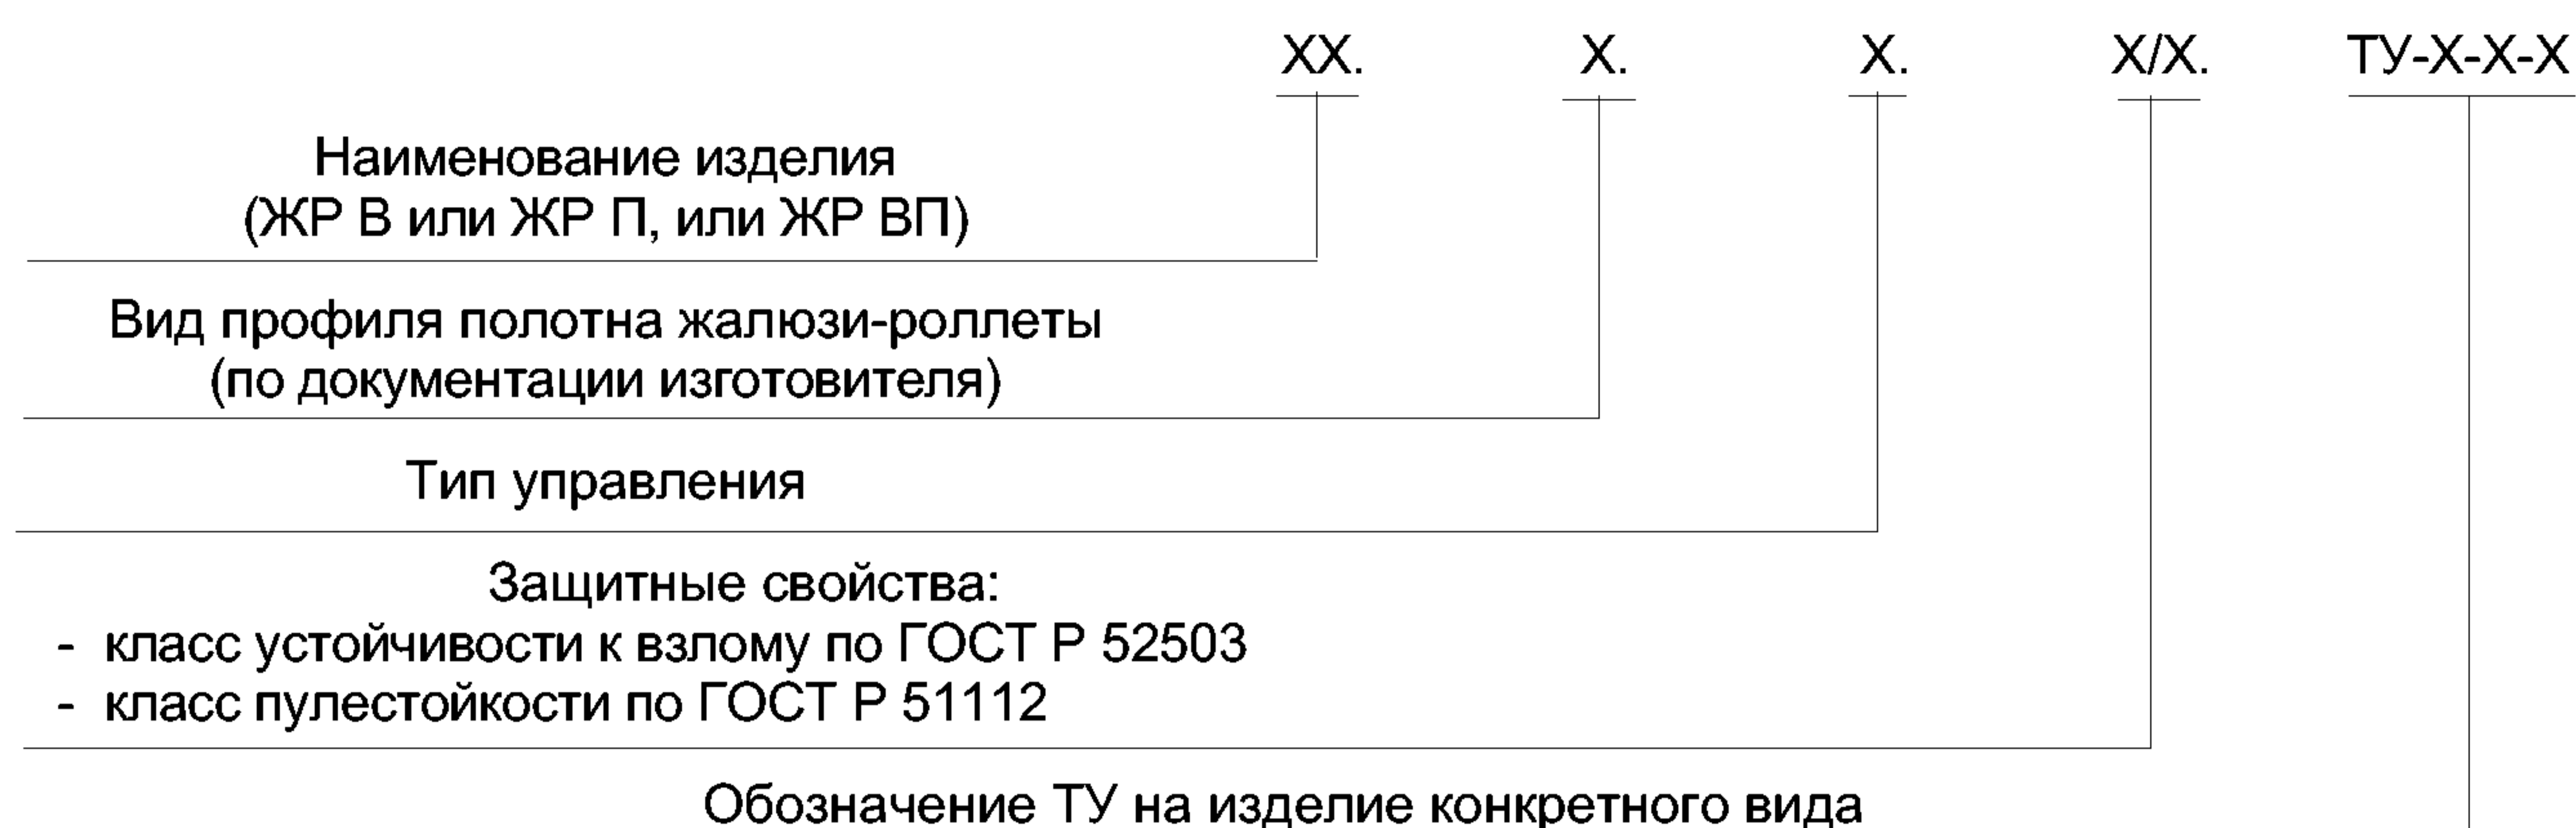 XX. X. X. X/X. ТУ-Х-Х-Х
Наименование изделия
(ЖР В или ЖР П, или ЖР ВП)
Вид профиля полотна жалюзи-роллеты
(по документации изготовителя)
Тип управления
Защитные свойства:
- класс устойчивости к взлому по ГОСТ Р 52503
- класс пулестойкости по ГОСТ Р 51112
Обозначение ТУ на изделие конкретного вида